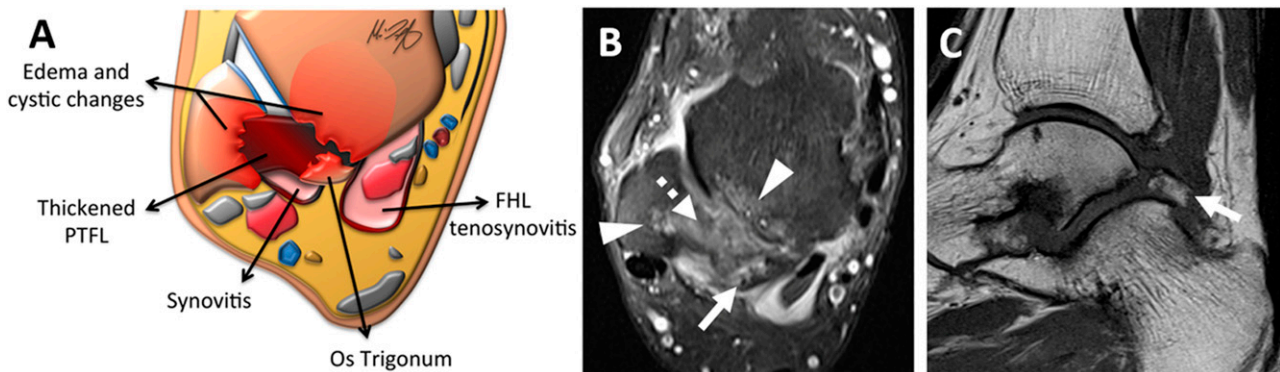 A
Edema and
cystic changes
Thickened
PTFL
Synovitis
Os Trigonum
FHL
tenosynovitis
B
C